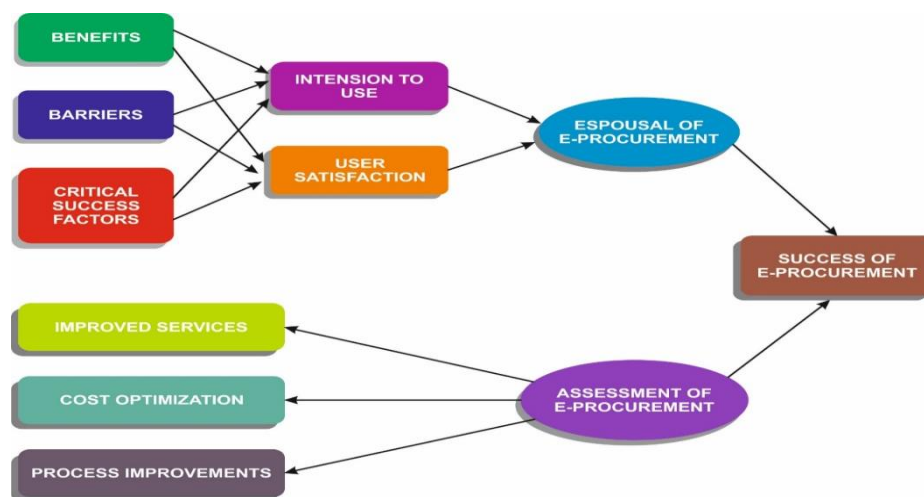 BENEFITS
BARRIERS
CRITICAL
SUCCESS
FACTORS
INTENSION TO
USE
USER
SATISFACTION
ESPOUSAL OF
E-PROCUREMENT
SUCCESS OF
E-PROCUREMENT
IMPROVED SERVICES
COST OPTIMIZATION
PROCESS IMPROVEMENTS
ASSESSMENT OF
E-PROCUREMENT